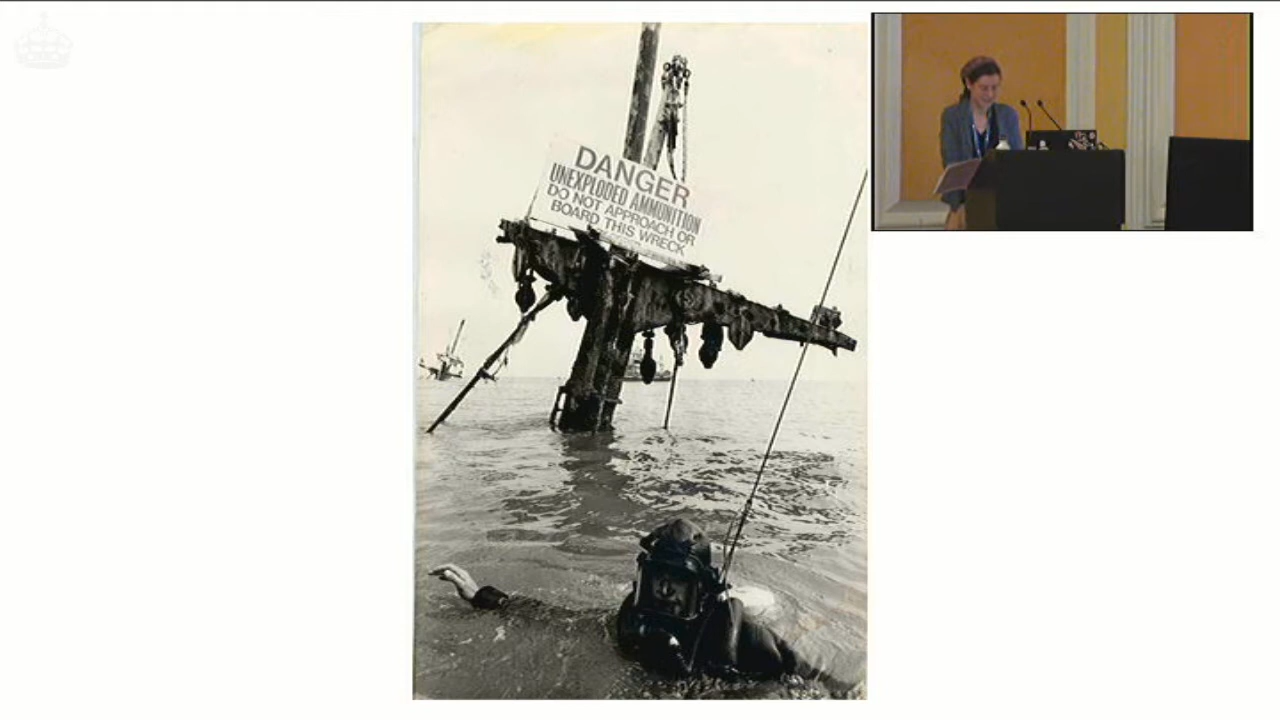 DANGER
UNEXPLODED AMMUNITION
DO NOT APPROACH OR
BOARD THIS WRECK